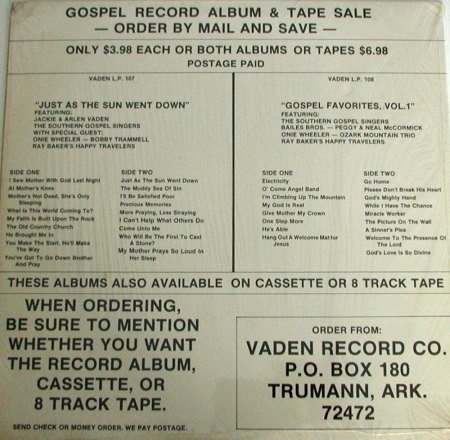 GOSPEL RECORD ALBUM & TAPE SALE
— ORDER BY MAIL AND SAVE —
ONLY $3.98 EACH OR BOTH ALBUMS OR TAPES $6.98
POSTAGE PAID
VADEN L.P. 107
"JUST AS THE SUN WENT DOWN"
FEATURING:
JACKIE & ARLEN VADEN
THE SOUTHERN GOSPEL SINGERS
WITH SPECIAL GUEST:
ONIE WHEELER – BOBBY TRAMMELL
RAY BAKER'S HAPPY TRAVELERS
SIDE ONE
I Saw Mother With God Last Night
At Mother's Knee
Mother's Not Dead, She's Only
Sleeping
What Is This World Coming To?
My Faith Is Built Upon The Rock
The Old Country Church
He Brought Me In
You Make The Start, He'll Make
The Way
You've Got To Go Down Brother
And Pray
SIDE TWO
Just As The Sun Went Down
The Muddy Sea Of Sin
I'll Be Satisfied Poor
Precious Memories
More Praying, Less Straying
I Can't Help What Others Do
Come Unto Me
Who Will Be The First To Cast
A Stone?
My Mother Prays So Loud In
Her Sleep
VADEN L.P. 108
"GOSPEL FAVORITES, VOL.1"
FEATURING:
THE SOUTHERN GOSPEL SINGERS
BAILES BROS. — PEGGY & NEAL McCORMICK
ONIE WHEELER — OZARK MOUNTAIN TRIO
RAY BAKER'S HAPPY TRAVELERS
SIDE ONE
Electricity
O' Come Angel Band
I'm Climbing Up The Mountain
My God is Real
Give Mother My Crown
One Step More
He's Able
Hang Out A Welcome Mat for
Jesus
SIDE TWO
Go Home
Please Don't Break His Heart
God's Mighty Hand
While I Have The Chance
Miracle Worker
The Picture On The Wall
A Sinner's Plea
Welcome To The Presence Of
The Lord
God's Love Is So Divine
THESE ALBUMS ALSO AVAILABLE ON CASSETTE OR 8 TRACK TAPE
WHEN ORDERING,
BE SURE TO MENTION
WHETHER YOU WANT
THE RECORD ALBUM,
CASSETTE, OR
8 TRACK TAPE.
SEND CHECK OR MONEY ORDER. WE PAY POSTAGE.
ORDER FROM:
VADEN RECORD CO.
P.O. BOX 180
TRUMANN, ARK.
72472